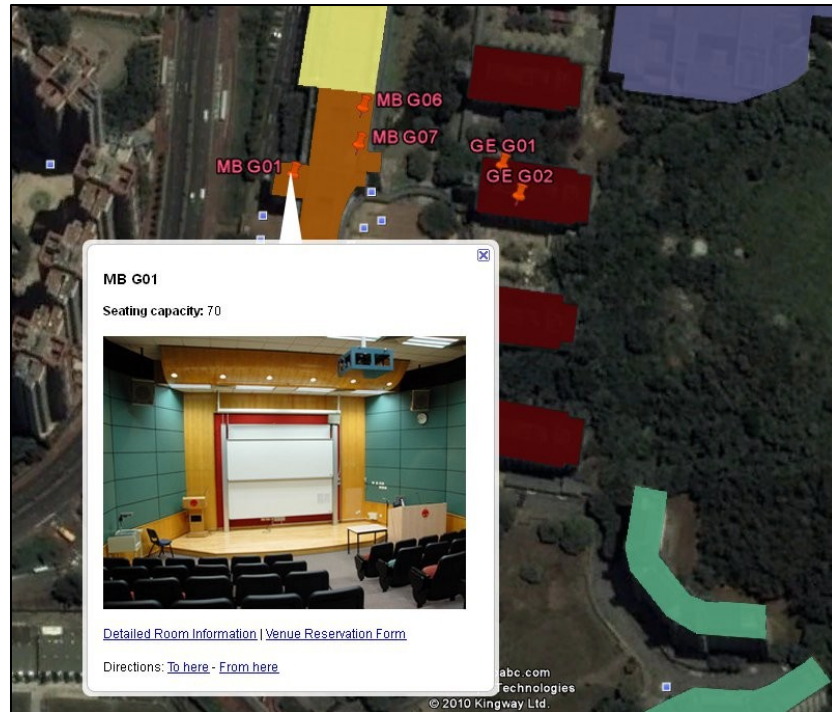 MB G06
MB G07
MB G01
GE G01
GE G02
MB G01
Seating capacity: 70
Detailed Room Information | Venue Reservation Form
Directions: To here - From here
abc.com
Technologies
© 2010 Kingway Ltd.